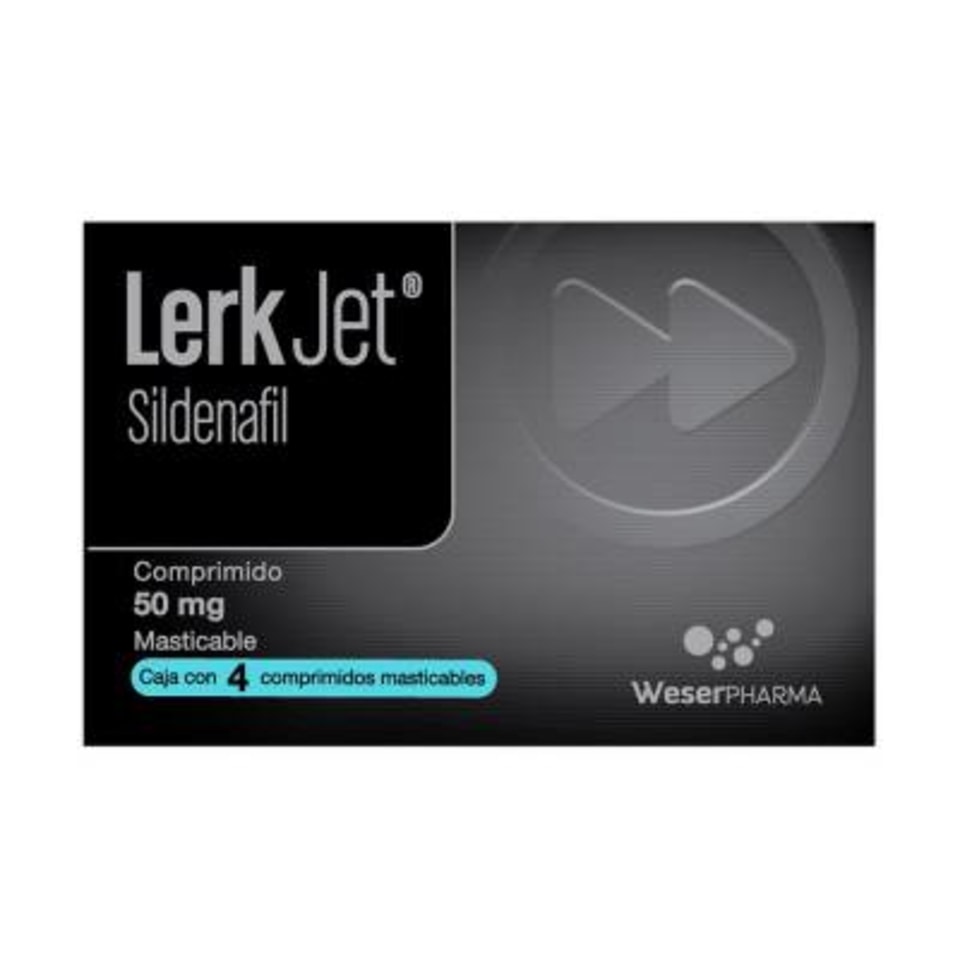 LerkJet®
Sildenafil
Comprimido
50 mg
Masticable
Caja con 4 comprimidos masticables
WeserPHARMA